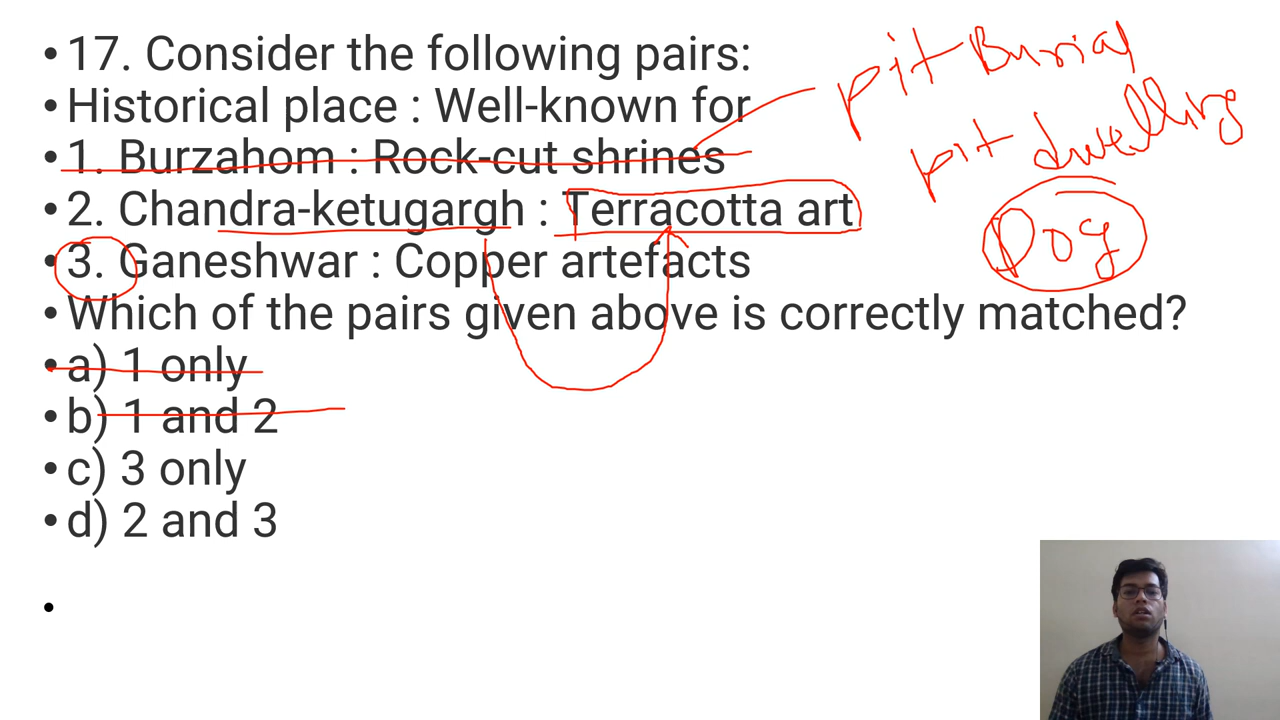 • 17. Consider the following pairs:
• Historical place : Well-known for
• 1. Burzahom : Rock-cut shrines
• 2. Chandra-ketugargh : Terracotta art
• 3. Ganeshwar : Copper artefacts
• Which of the pairs given above is correctly matched?
• a) 1 only
• b) 1 and 2
• c) 3 only
• d) 2 and 3
•
pit Burial
pit dwelling
Dog